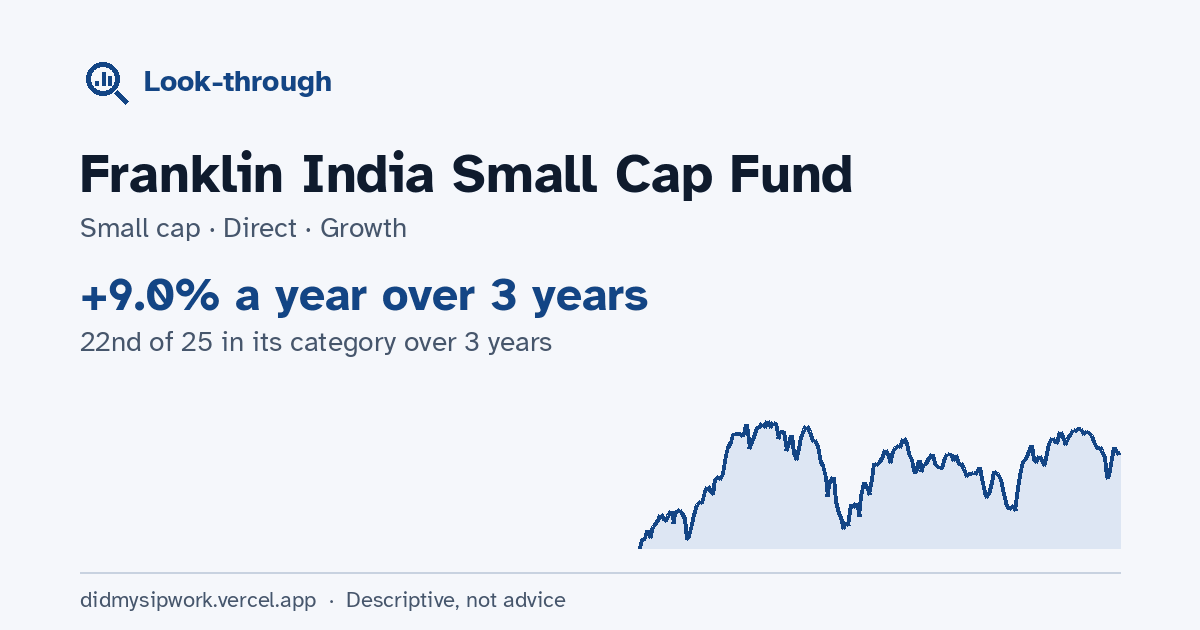 Look-through
Franklin India Small Cap Fund
Small cap · Direct · Growth
+9.0% a year over 3 years
22nd of 25 in its category over 3 years
didmysipwork.vercel.app · Descriptive, not advice